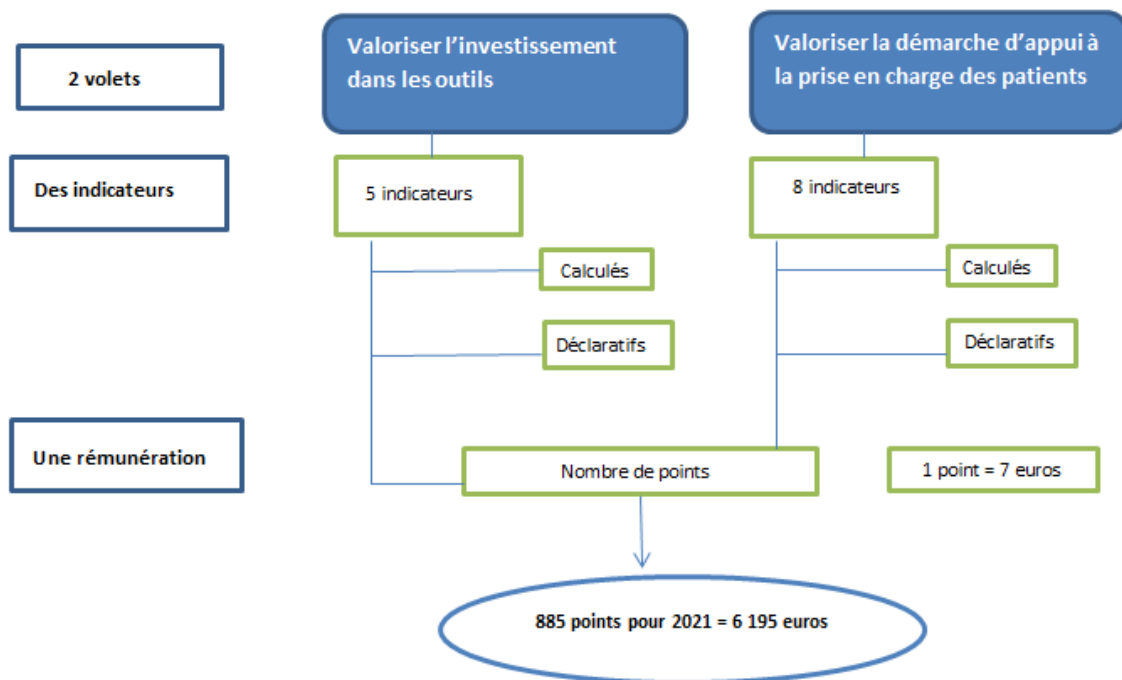 2 volets
Valoriser l'investissement
dans les outils
Valoriser la démarche d'appui à
la prise en charge des patients
Des indicateurs
5 indicateurs
8 indicateurs
Calculés
Calculés
Déclaratifs
Déclaratifs
Une rémunération
Nombre de points
1 point = 7 euros
885 points pour 2021 = 6 195 euros